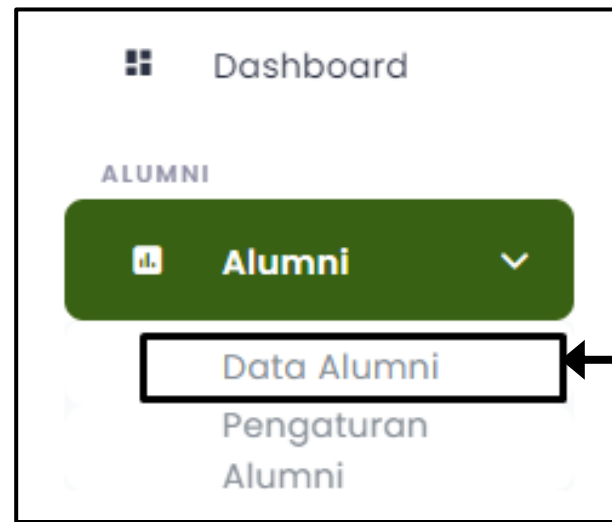 Dashboard
ALUMNI
Alumni
Data Alumni
Pengaturan
Alumni